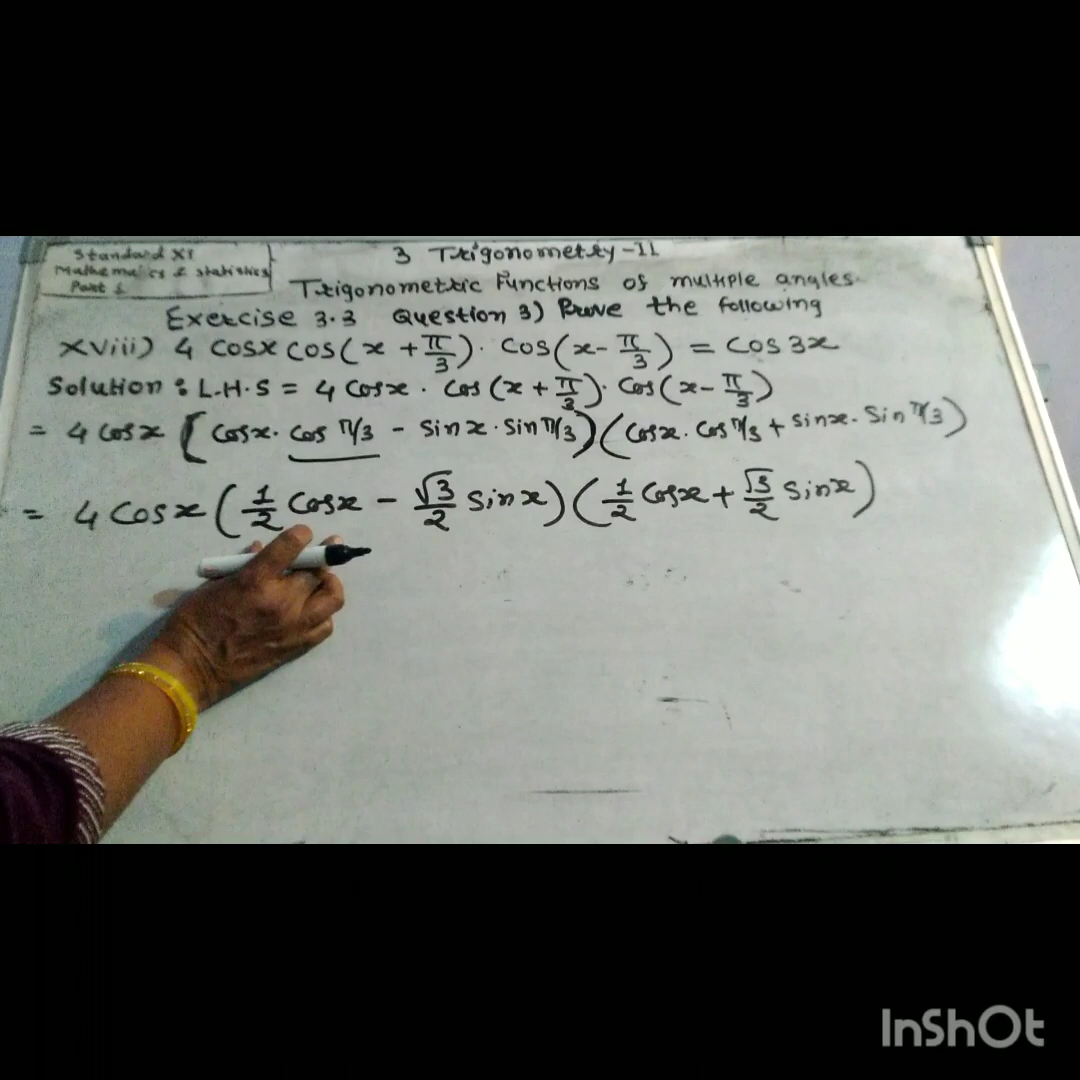 Standard XI
Mathematics & statistics
Part 1
3 Trigonometry-II
Trigonometric Functions of multiple angles.
Exercise 3.3 Question 3) Prove the following
xviii) 4 cosx cos(x + π/3) · cos(x - π/3) = cos3x
Solution : L.H.S = 4 cosx · cos(x + π/3) · cos(x - π/3)
= 4 cosx [cosx · cos π/3 - sinx · sin π/3)(cosx · cos π/3 + sinx · sin π/3)
= 4 cosx (1/2 cosx - √3/2 sinx)(1/2 cosx + √3/2 sinx)
InShOt